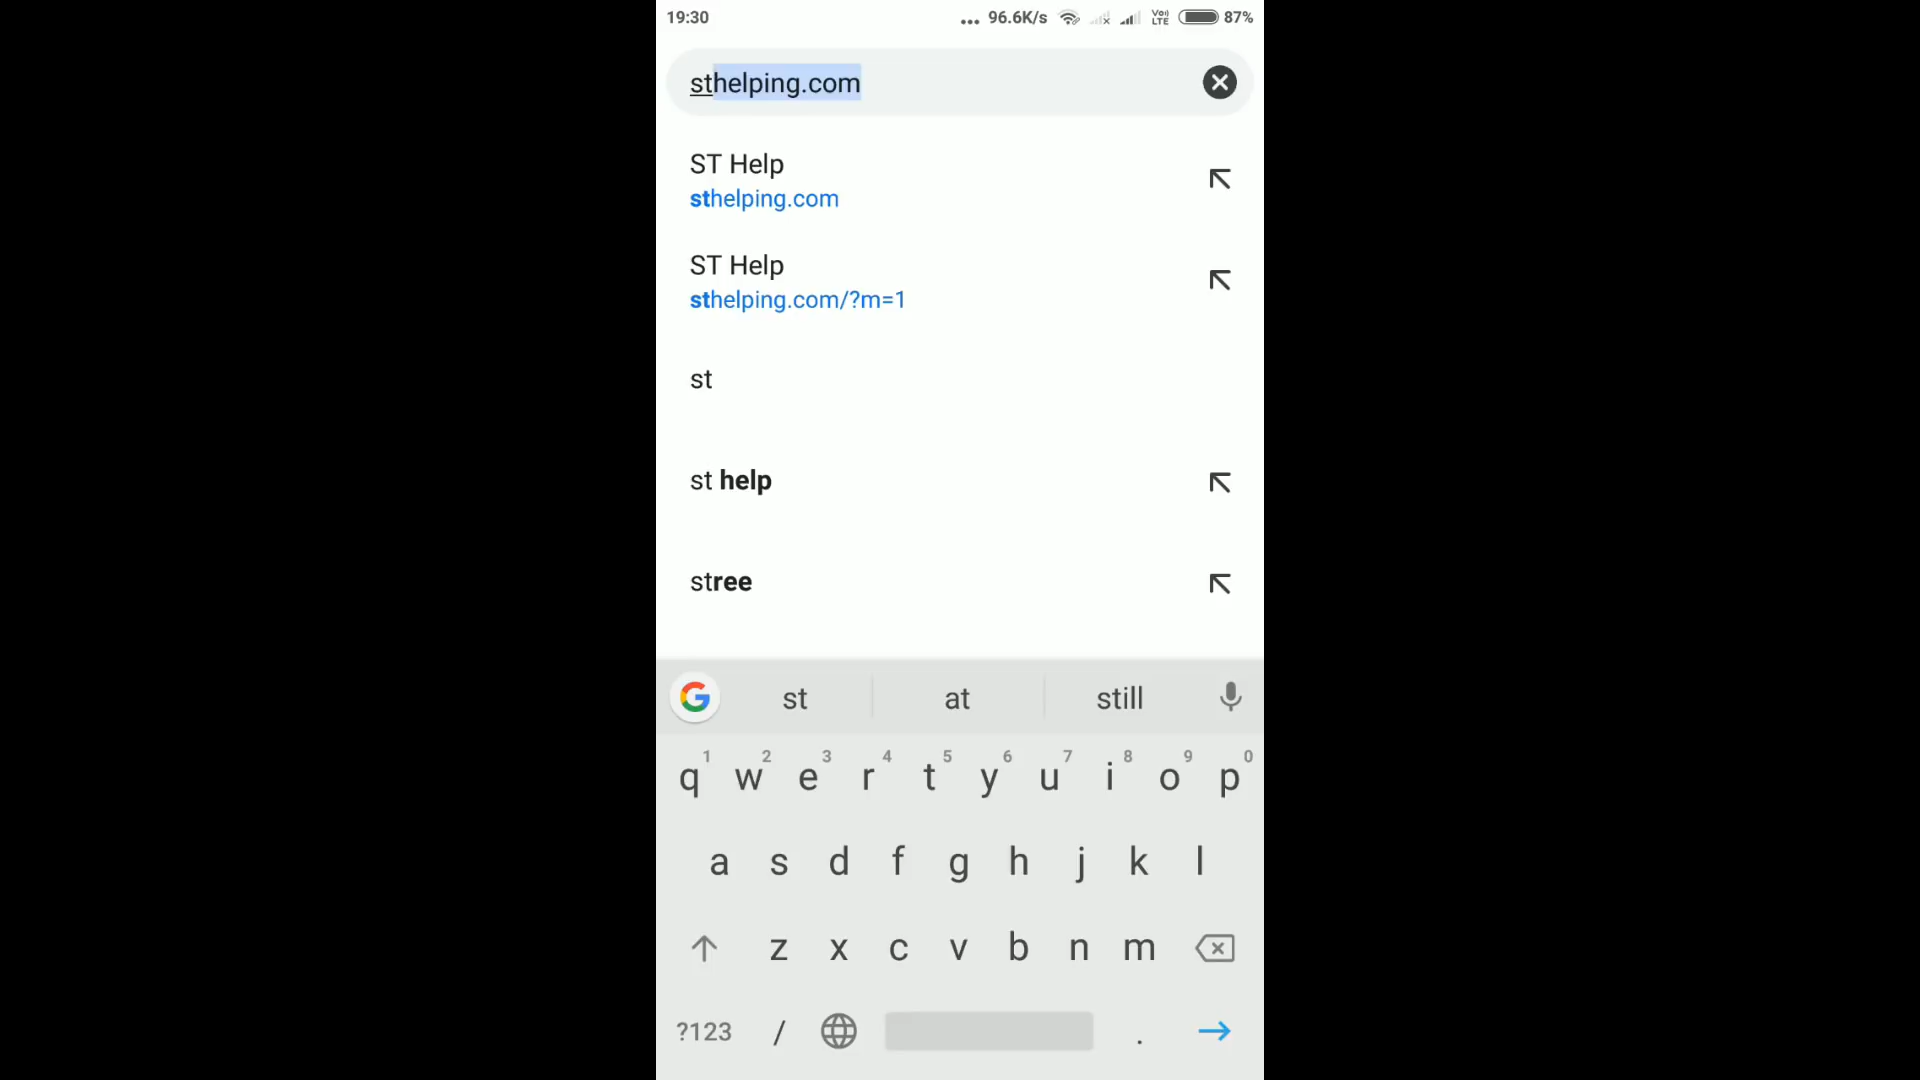 19:30 ... 96.6K/s VoLTE 87%
sthelping.com
ST Help
sthelping.com
ST Help
sthelping.com/?m=1
st
st help
stree
G st at still
1 2 3 4 5 6 7 8 9 0
q w e r t y u i o p
a s d f g h j k l
z x c v b n m
?123 / .